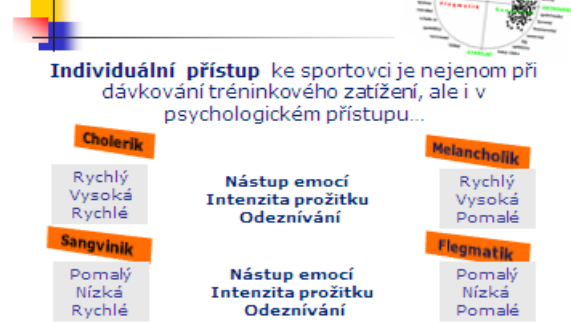 Flegmatik
Individuální přístup ke sportovci je nejenom při
dávkování tréninkového zatížení, ale i v
psychologickém přístupu...
Cholerik
Melancholik
Rychlý
Vysoká
Rychlé
Nástup emocí
Intenzita prožitku
Odeznívání
Rychlý
Vysoká
Pomalé
Sangvinik
Flegmatik
Pomalý
Nízká
Rychlé
Nástup emocí
Intenzita prožitku
Odeznívání
Pomalý
Nízká
Pomalé